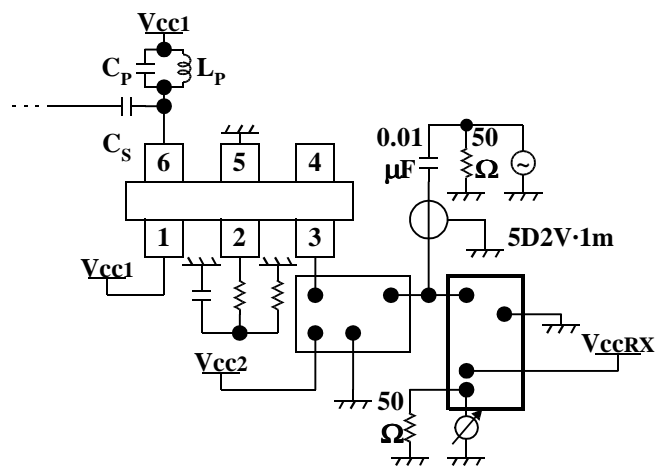 Vcc1
CP
LP
CS
6
5
4
1
2
3
Vcc1
Vcc2
0.01
μF
50
Ω
~
5D2V·1m
VccRX
50
Ω